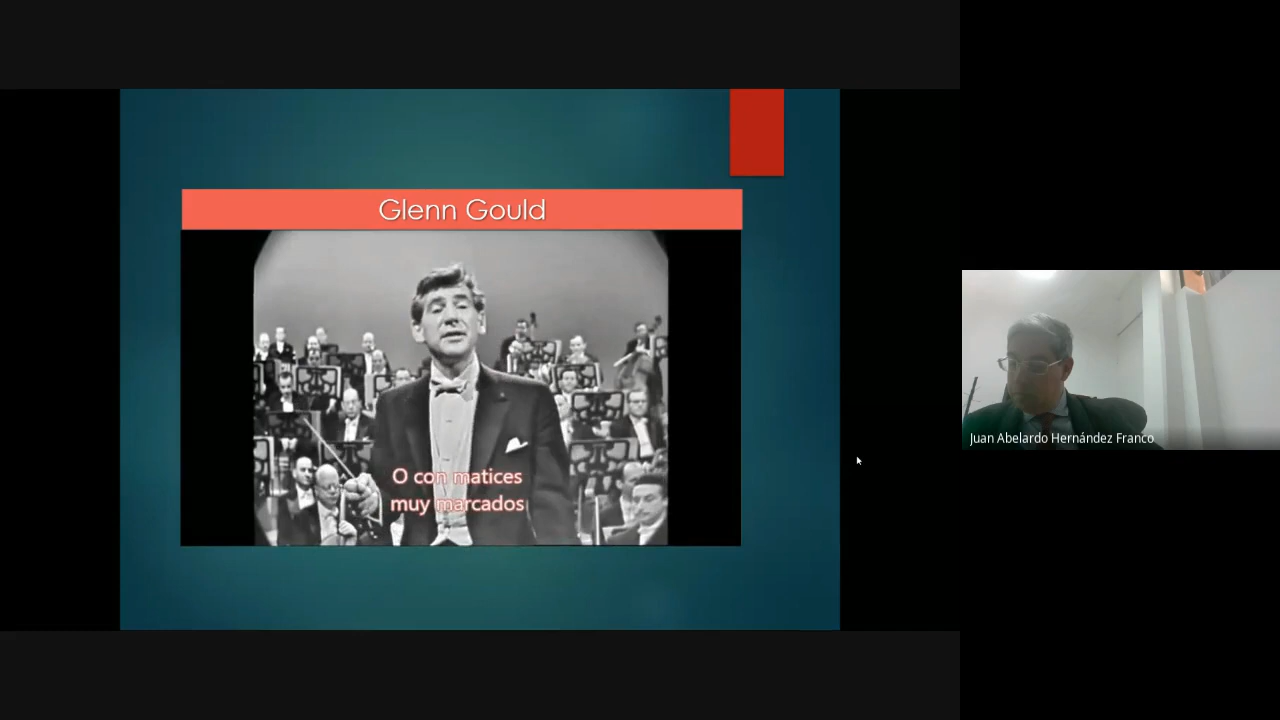 Glenn Gould
O con matices
muy marcados
Juan Abelardo Hernández Franco